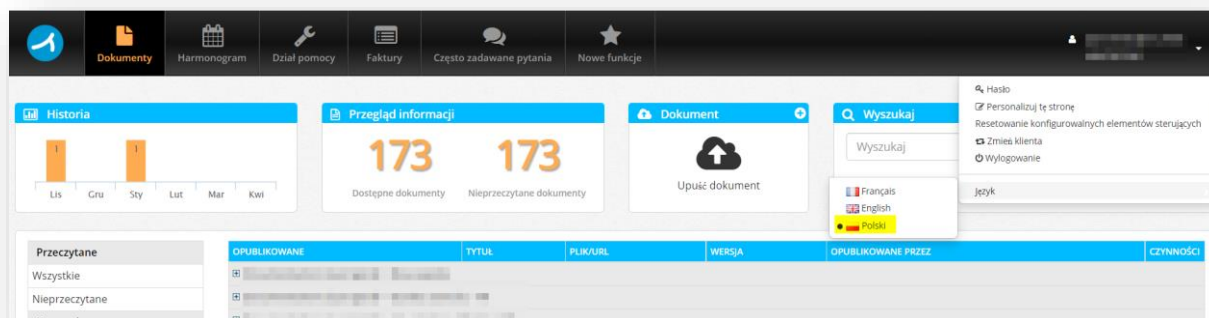 Dokumenty
Harmonogram
Dział pomocy
Faktury
Często zadawane pytania
Nowe funkcje
Hasło
Personalizuj tę stronę
Resetowanie konfigurowalnych elementów sterujących
Zmień klienta
Wylogowanie
Język
Français
English
Polski
Historia
1
1
Lis Gru Sty Lut Mar Kwi
Przegląd informacji
173 173
Dostępne dokumenty Nieprzeczytane dokumenty
Dokument
Upuść dokument
Wyszukaj
Wyszukaj
Przeczytane
Wszystkie
Nieprzeczytane
OPUBLIKOWANE TYTUŁ PLIK/URL WERSJA OPUBLIKOWANE PRZEZ CZYNNOŚCI